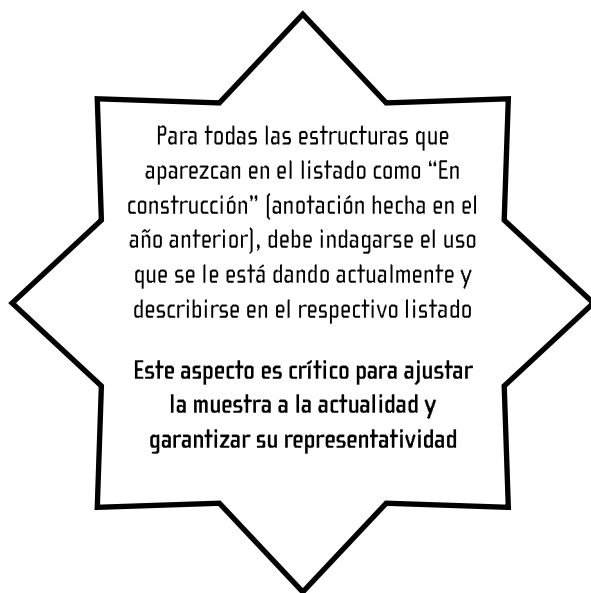 Para todas las estructuras que
aparezcan en el listado como “En
construcción” (anotación hecha en el
año anterior), debe indagarse el uso
que se le está dando actualmente y
describirse en el respectivo listado
Este aspecto es crítico para ajustar
la muestra a la actualidad y
garantizar su representatividad